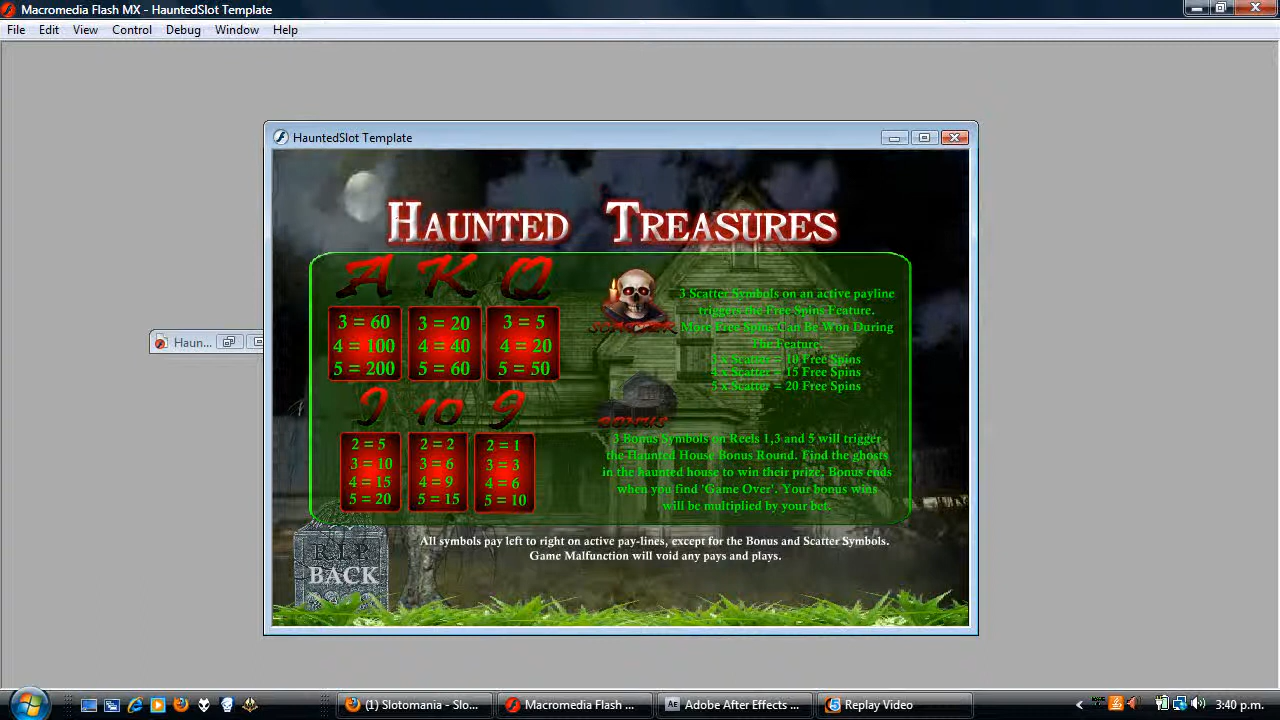 Macromedia Flash MX - HauntedSlot Template
File Edit View Control Debug Window Help
HauntedSlot Template
Haun...
HAUNTED TREASURES
A K Q
3 = 60
4 = 100
5 = 200
3 = 20
4 = 40
5 = 60
3 = 5
4 = 20
5 = 50
3 Scatter Symbols on an active payline
triggers the Free Spins Feature.
More Free Spins Can Be Won During
The Feature.
3 x Scatter = 10 Free Spins
4 x Scatter = 15 Free Spins
5 x Scatter = 20 Free Spins
J 10 9
2 = 5
3 = 10
4 = 15
5 = 20
2 = 2
3 = 6
4 = 9
5 = 15
2 = 1
3 = 3
4 = 6
5 = 10
BONUS
3 Bonus Symbols on Reels 1,3 and 5 will trigger
the Haunted House Bonus Round. Find the ghosts
in the haunted house to win their prize. Bonus ends
when you find 'Game Over'. Your bonus wins
will be multiplied by your bet.
All symbols pay left to right on active pay-lines, except for the Bonus and Scatter Symbols.
Game Malfunction will void any pays and plays.
R.I.P
BACK
(1) Slotomania - Slo...
Macromedia Flash ...
Adobe After Effects ...
Replay Video
3:40 p.m.